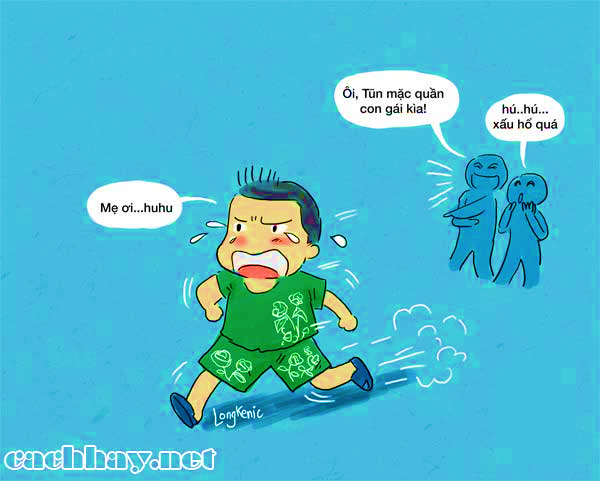 Ôi, Tũn mặc quần
con gái kìa!
hú..hú...
xấu hổ quá
Mẹ ơi...huhu
LongKenic
cachhay.net